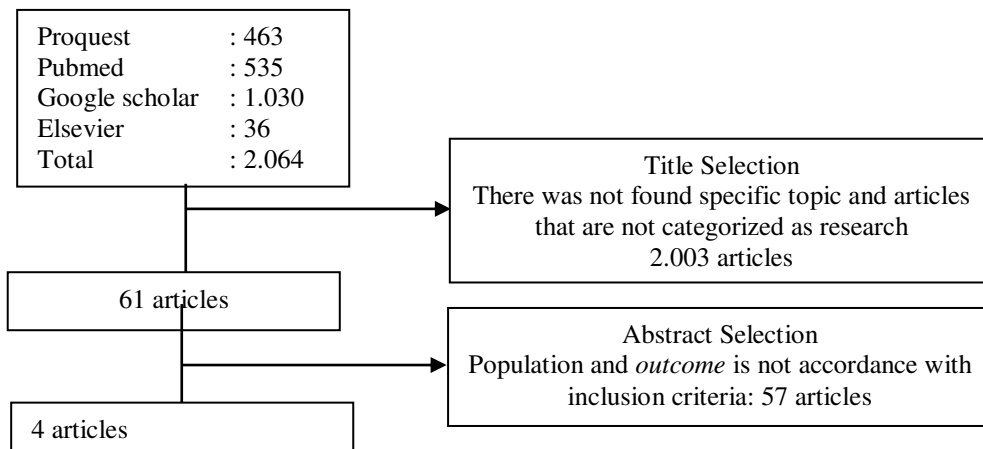 Proquest : 463
Pubmed : 535
Google scholar : 1.030
Elsevier : 36
Total : 2.064
Title Selection
There was not found specific topic and articles
that are not categorized as research
2.003 articles
61 articles
Abstract Selection
Population and outcome is not accordance with
inclusion criteria: 57 articles
4 articles